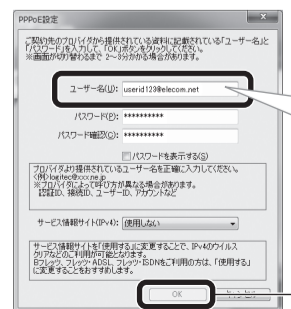 PPPoE設定
ご契約先のプロバイダから提供されている資料に記載されている「ユーザー名」と
「パスワード」を入力して、「OK」ボタンをクリックしてください。
※画面が切り替わるまで 2～3分かかる場合があります。
ユーザー名(U): userid123@elecom.net
パスワード(P): **********
パスワード確認(C): **********
パスワードを表示する(S)
プロバイダより提供されているユーザー名を正確に入力してください。
<例> logitec@xxx.ne.jp
※プロバイダによって呼び方が異なる場合があります。
認証ID、接続ID、ユーザーID、アカウントなど
サービス情報サイト(IPv4): 使用しない
サービス情報サイトを「使用する」に変更することで、IPv4のウイルス
クリアなどのご利用が可能となります。
Bフレッツ、フレッツ・ADSL、フレッツ・ISDNをご利用の方は、「使用する」
に変更することをおすすめします。
OK
キャンセル